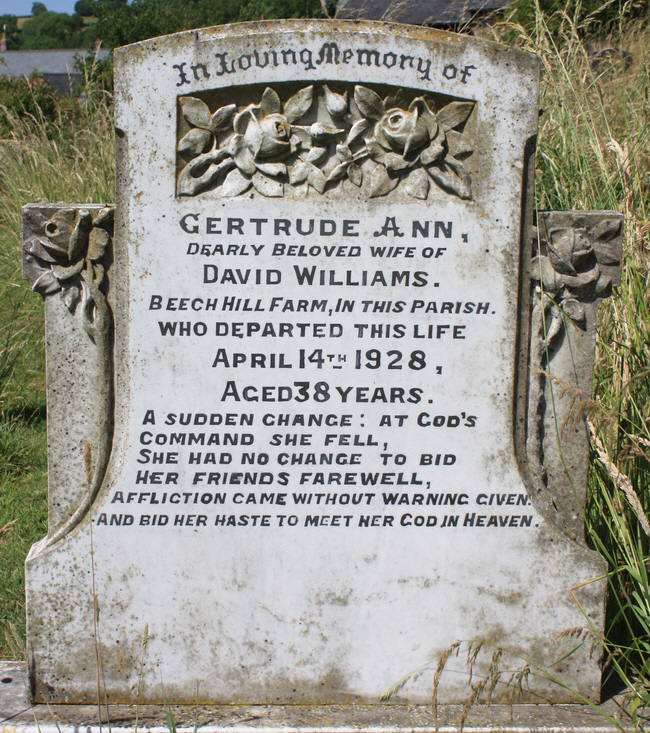 In Loving Memory of
GERTRUDE ANN,
DEARLY BELOVED WIFE OF
DAVID WILLIAMS.
BEECH HILL FARM, IN THIS PARISH.
WHO DEPARTED THIS LIFE
APRIL 14TH 1928,
AGED 38 YEARS.
A SUDDEN CHANGE: AT GOD'S
COMMAND SHE FELL,
SHE HAD NO CHANGE TO BID
HER FRIENDS FAREWELL,
AFFLICTION CAME WITHOUT WARNING GIVEN.
AND BID HER HASTE TO MEET HER GOD IN HEAVEN.